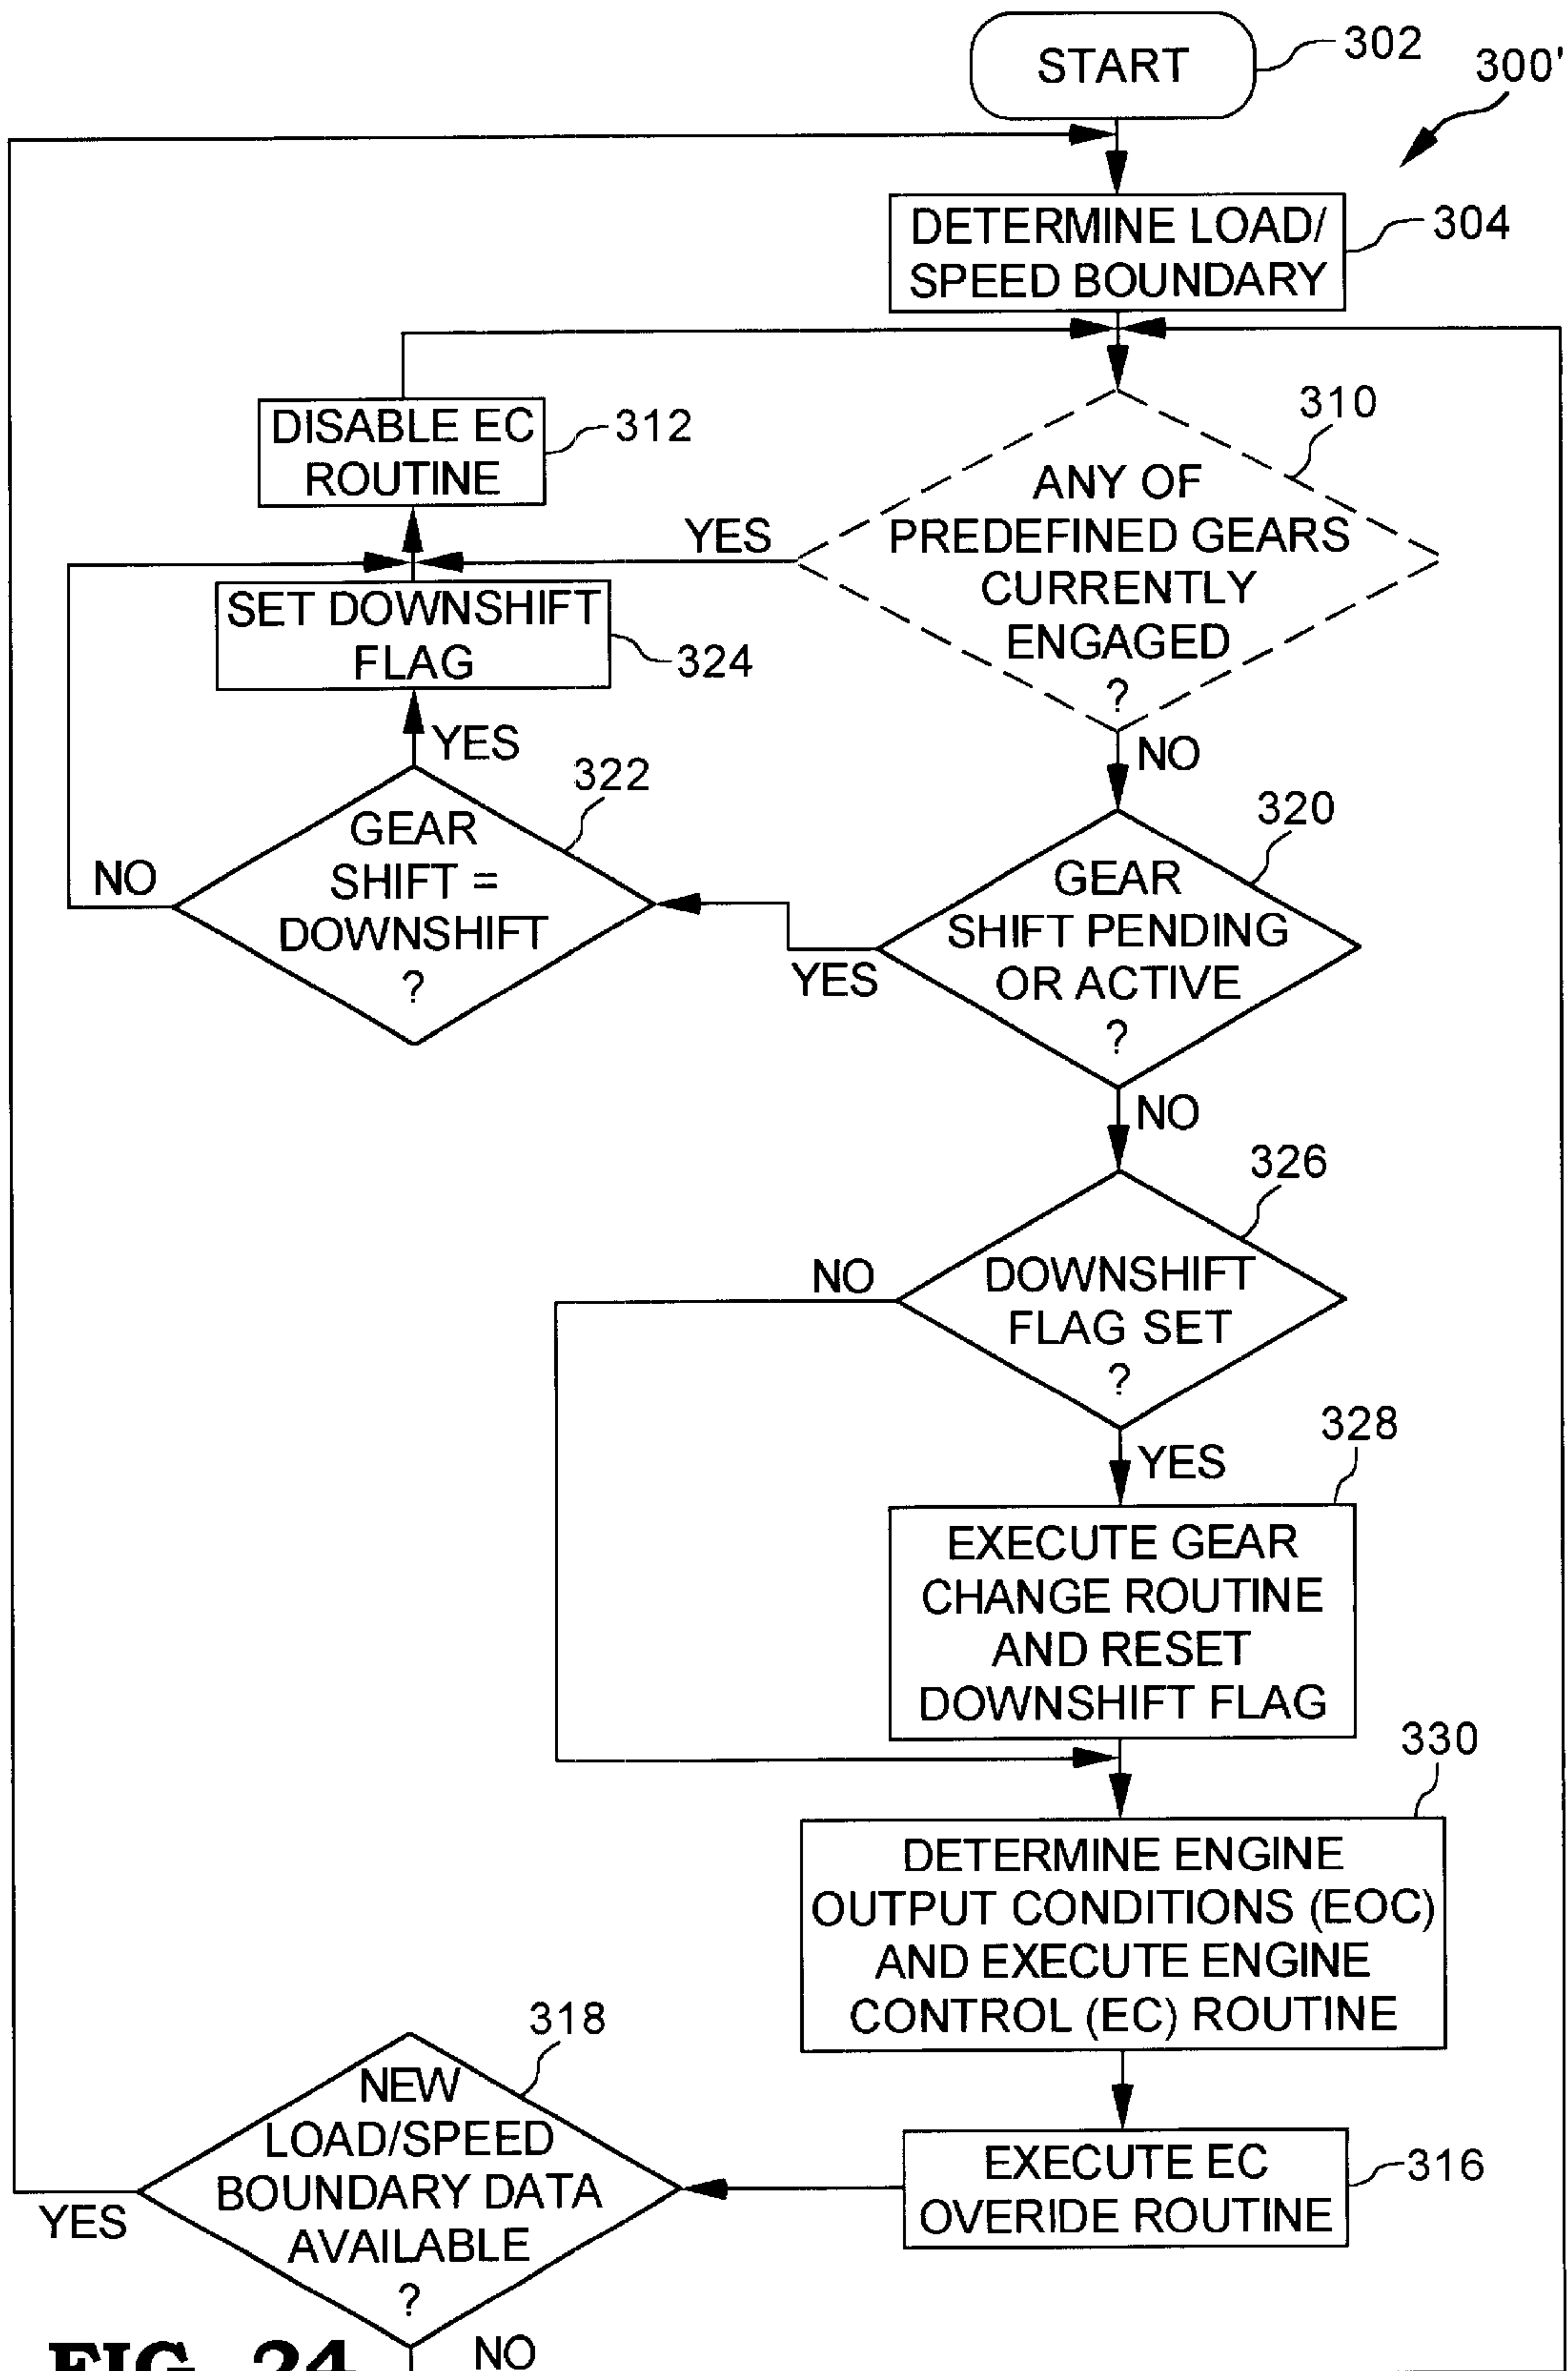 START
302
300'
DETERMINE LOAD/
SPEED BOUNDARY
304
DISABLE EC
ROUTINE
312
310
ANY OF
PREDEFINED GEARS
CURRENTLY
ENGAGED
?
YES
SET DOWNSHIFT
FLAG
324
YES
NO
322
GEAR
SHIFT =
DOWNSHIFT
?
NO
320
GEAR
SHIFT PENDING
OR ACTIVE
?
YES
NO
326
DOWNSHIFT
FLAG SET
?
NO
YES
328
EXECUTE GEAR
CHANGE ROUTINE
AND RESET
DOWNSHIFT FLAG
330
DETERMINE ENGINE
OUTPUT CONDITIONS (EOC)
AND EXECUTE ENGINE
CONTROL (EC) ROUTINE
318
NEW
LOAD/SPEED
BOUNDARY DATA
AVAILABLE
?
YES
EXECUTE EC
OVERIDE ROUTINE
316
NO
FIG. 24